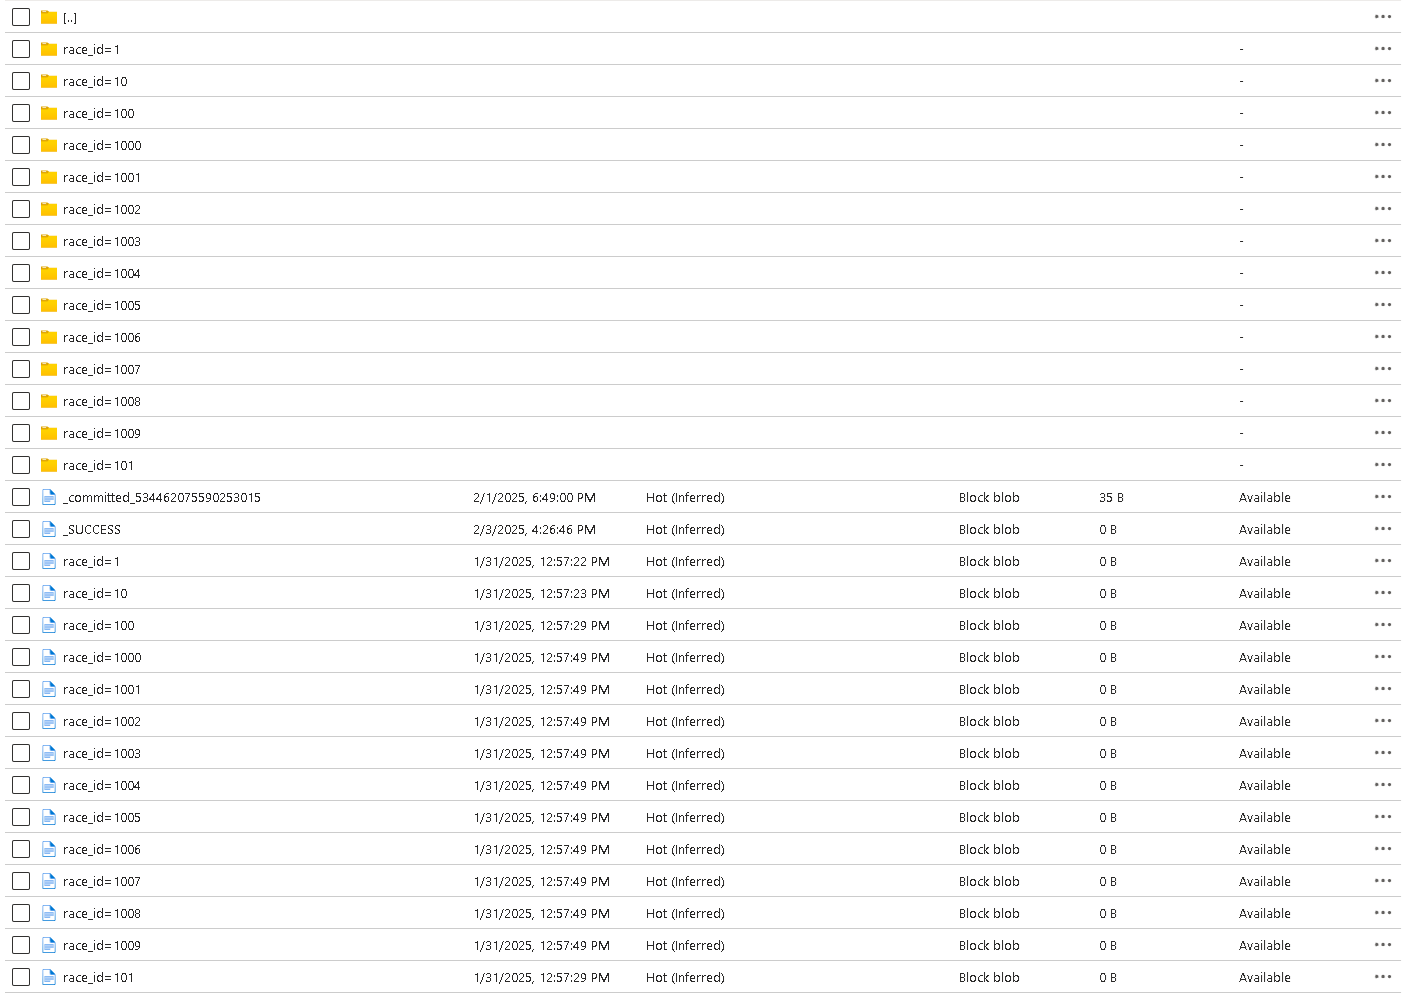 [..]
race_id=1 -
race_id=10 -
race_id=100 -
race_id=1000 -
race_id=1001 -
race_id=1002 -
race_id=1003 -
race_id=1004 -
race_id=1005 -
race_id=1006 -
race_id=1007 -
race_id=1008 -
race_id=1009 -
race_id=101 -
_committed_534462075590253015 2/1/2025, 6:49:00 PM Hot (Inferred) Block blob 35 B Available
_SUCCESS 2/3/2025, 4:26:46 PM Hot (Inferred) Block blob 0 B Available
race_id=1 1/31/2025, 12:57:22 PM Hot (Inferred) Block blob 0 B Available
race_id=10 1/31/2025, 12:57:23 PM Hot (Inferred) Block blob 0 B Available
race_id=100 1/31/2025, 12:57:29 PM Hot (Inferred) Block blob 0 B Available
race_id=1000 1/31/2025, 12:57:49 PM Hot (Inferred) Block blob 0 B Available
race_id=1001 1/31/2025, 12:57:49 PM Hot (Inferred) Block blob 0 B Available
race_id=1002 1/31/2025, 12:57:49 PM Hot (Inferred) Block blob 0 B Available
race_id=1003 1/31/2025, 12:57:49 PM Hot (Inferred) Block blob 0 B Available
race_id=1004 1/31/2025, 12:57:49 PM Hot (Inferred) Block blob 0 B Available
race_id=1005 1/31/2025, 12:57:49 PM Hot (Inferred) Block blob 0 B Available
race_id=1006 1/31/2025, 12:57:49 PM Hot (Inferred) Block blob 0 B Available
race_id=1007 1/31/2025, 12:57:49 PM Hot (Inferred) Block blob 0 B Available
race_id=1008 1/31/2025, 12:57:49 PM Hot (Inferred) Block blob 0 B Available
race_id=1009 1/31/2025, 12:57:49 PM Hot (Inferred) Block blob 0 B Available
race_id=101 1/31/2025, 12:57:29 PM Hot (Inferred) Block blob 0 B Available